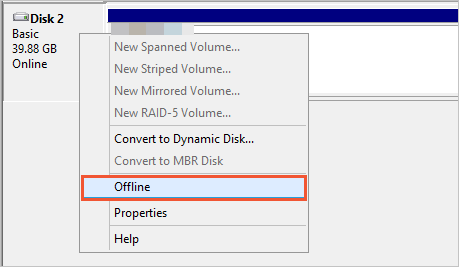 Disk 2
Basic
39.88 GB
Online
New Spanned Volume...
New Striped Volume...
New Mirrored Volume...
New RAID-5 Volume...
Convert to Dynamic Disk...
Convert to MBR Disk
Offline
Properties
Help